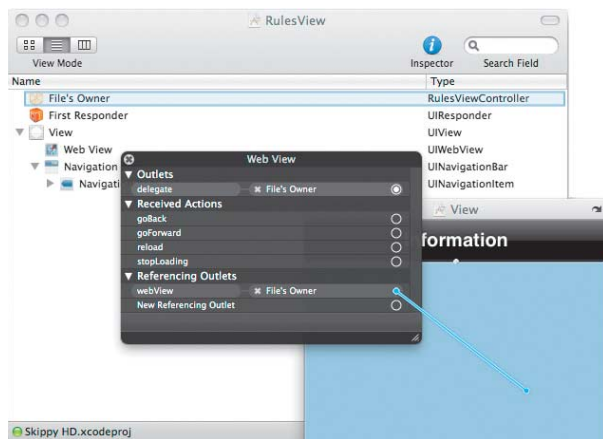 RulesView
View Mode
Inspector
Search Field
Name
Type
File's Owner
RulesViewController
First Responder
UIResponder
View
UIView
Web View
UIWebView
Navigation
UINavigationBar
Navigati
UINavigationItem
Web View
Outlets
delegate
File's Owner
Received Actions
goBack
goForward
reload
stopLoading
Referencing Outlets
webView
File's Owner
New Referencing Outlet
View
formation
Skippy HD.xcodeproj